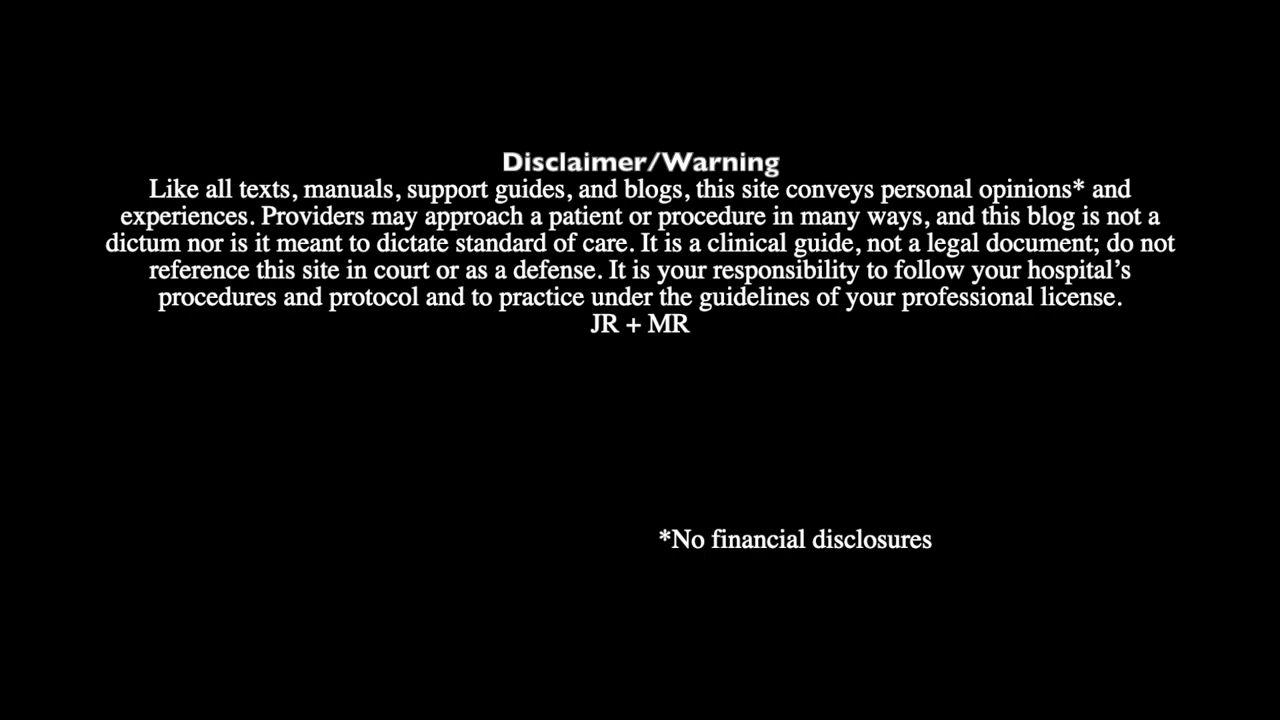 Disclaimer/Warning
Like all texts, manuals, support guides, and blogs, this site conveys personal opinions* and
experiences. Providers may approach a patient or procedure in many ways, and this blog is not a
dictum nor is it meant to dictate standard of care. It is a clinical guide, not a legal document; do not
reference this site in court or as a defense. It is your responsibility to follow your hospital’s
procedures and protocol and to practice under the guidelines of your professional license.
JR + MR
*No financial disclosures